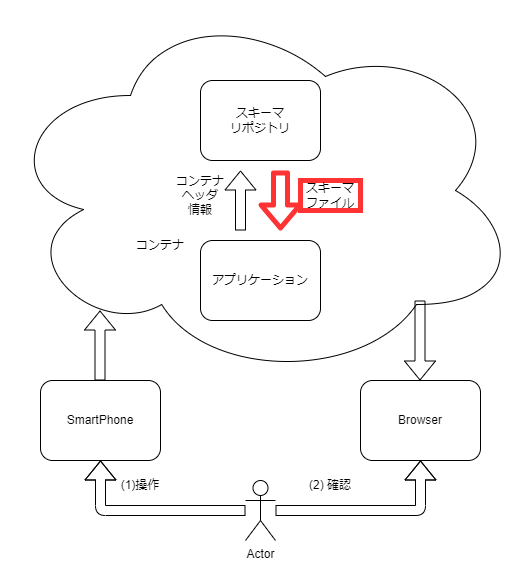 スキーマ
リポジトリ
コンテナ
ヘッダ
情報
スキーマ
ファイル
コンテナ
アプリケーション
SmartPhone
Browser
(1)操作
(2) 確認
Actor